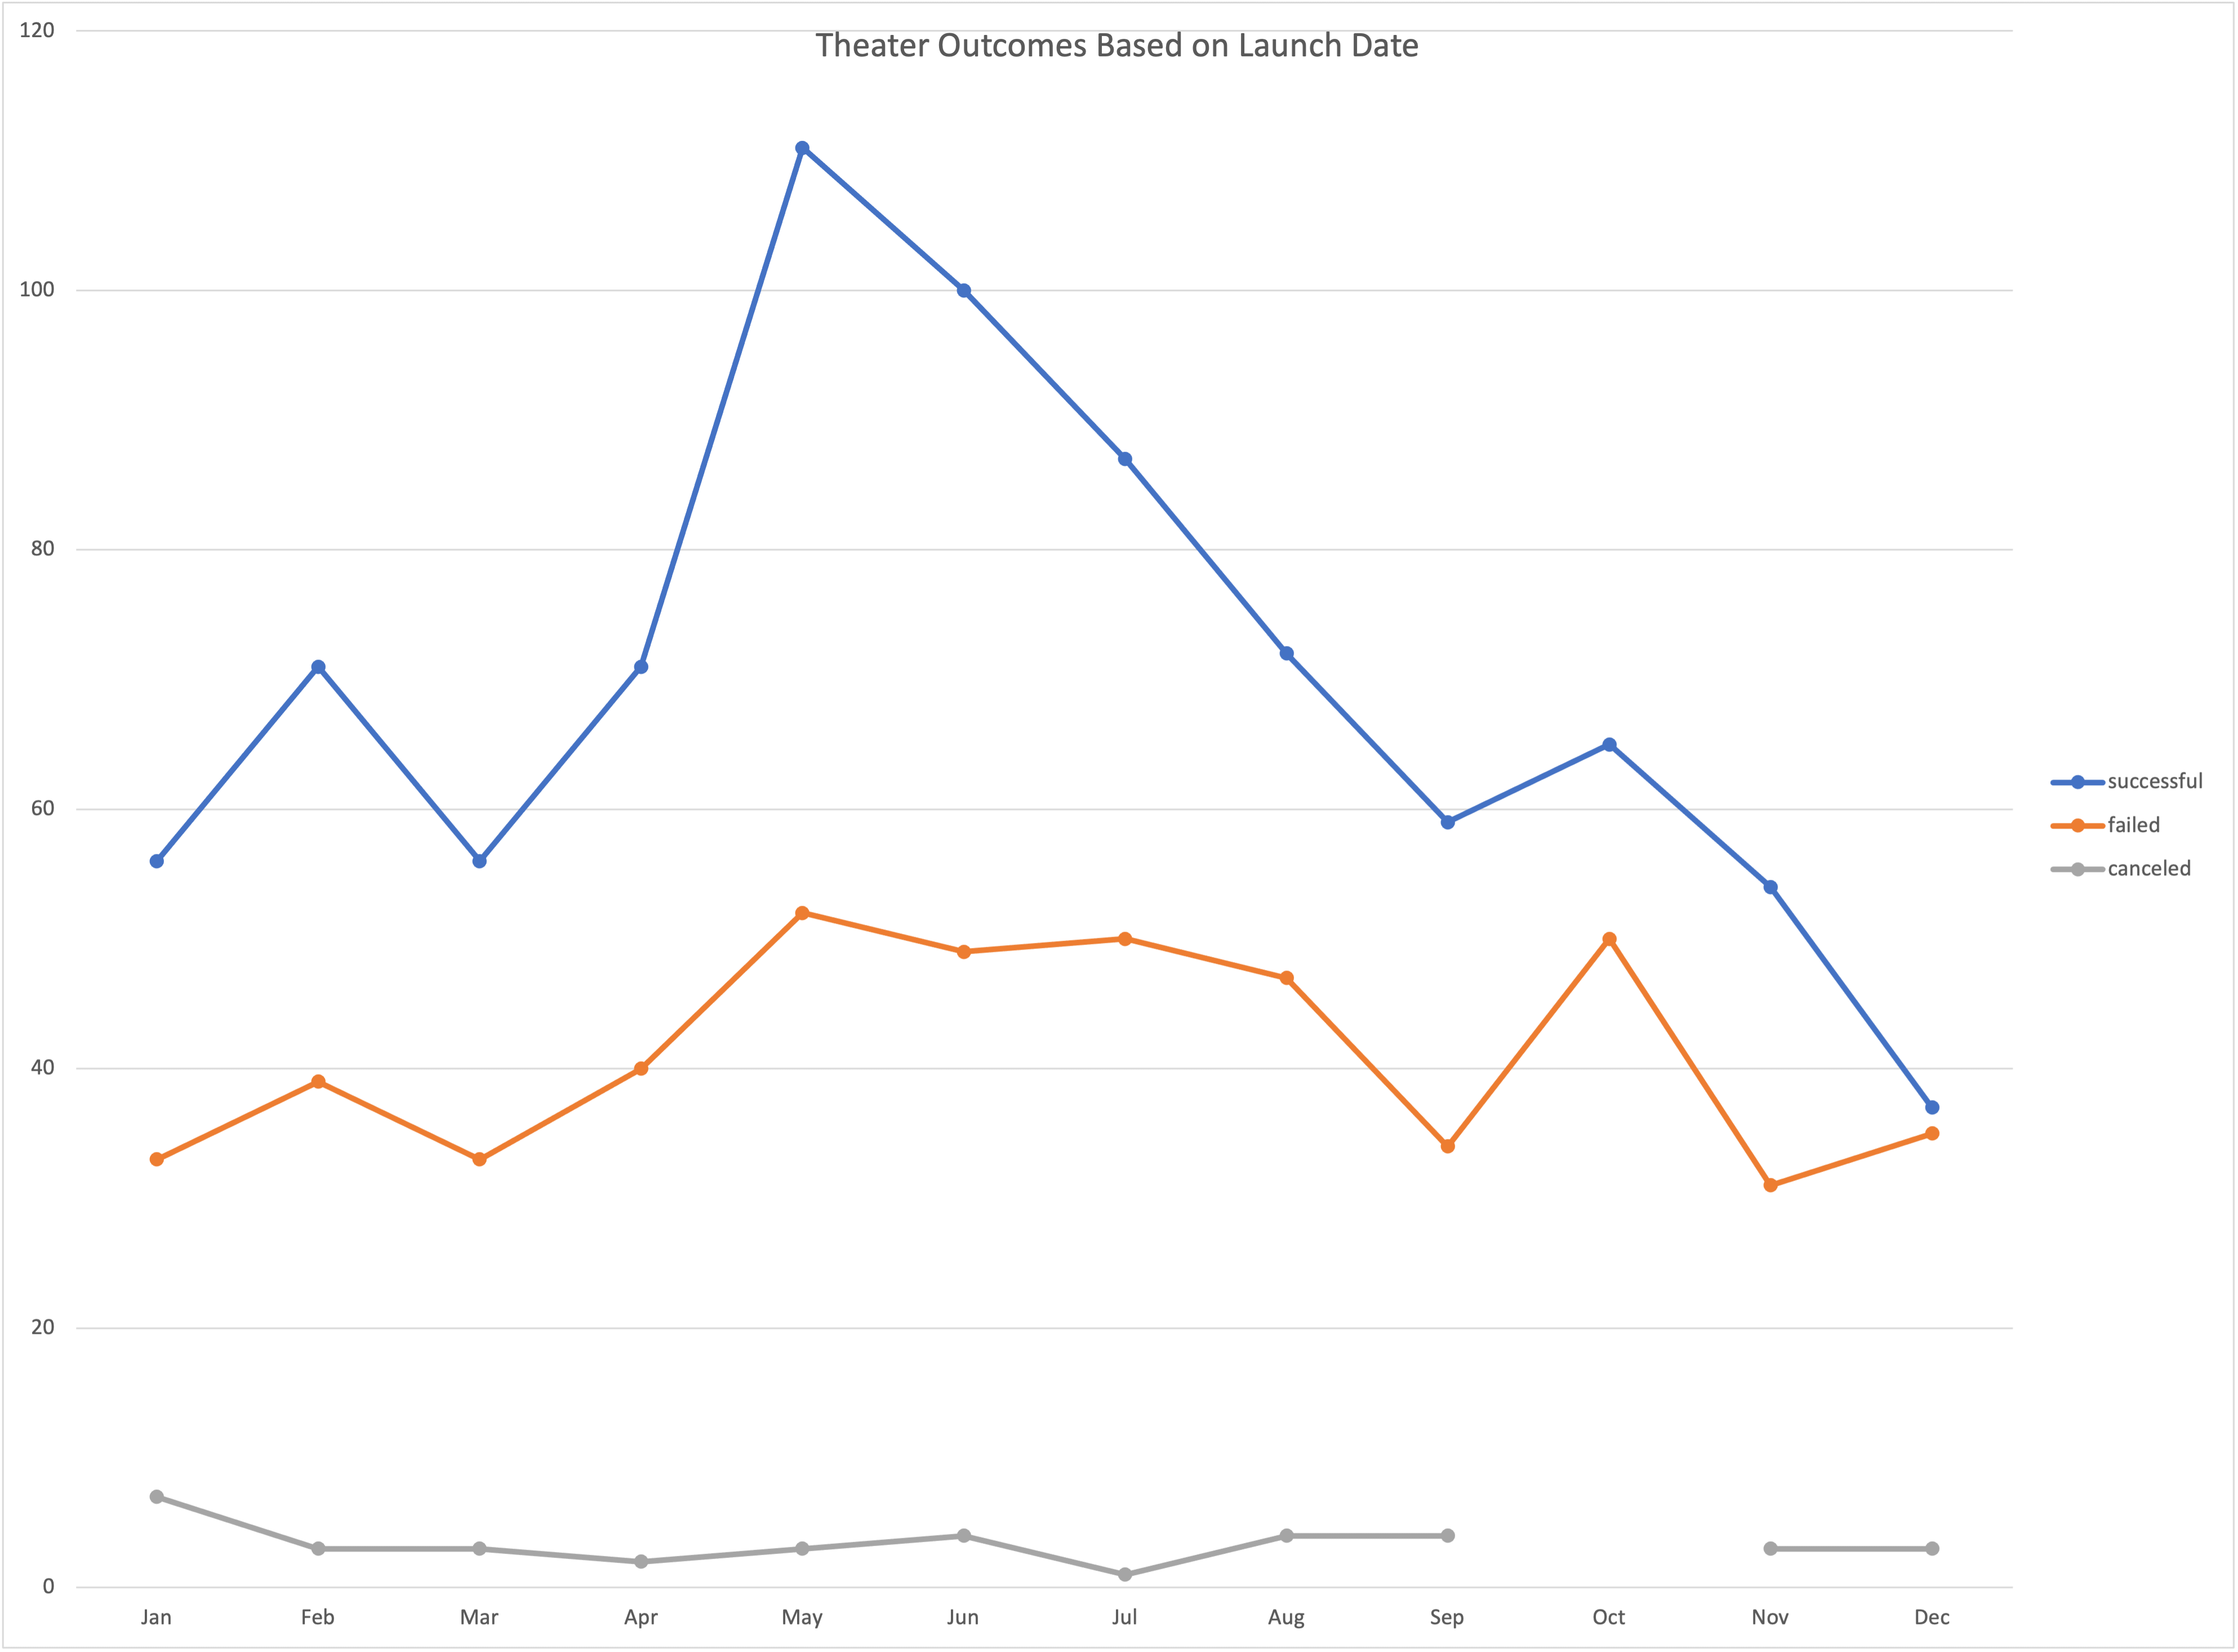 Theater Outcomes Based on Launch Date
120
100
80
60
40
20
0
Jan Feb Mar Apr May Jun Jul Aug Sep Oct Nov Dec
successful
failed
canceled